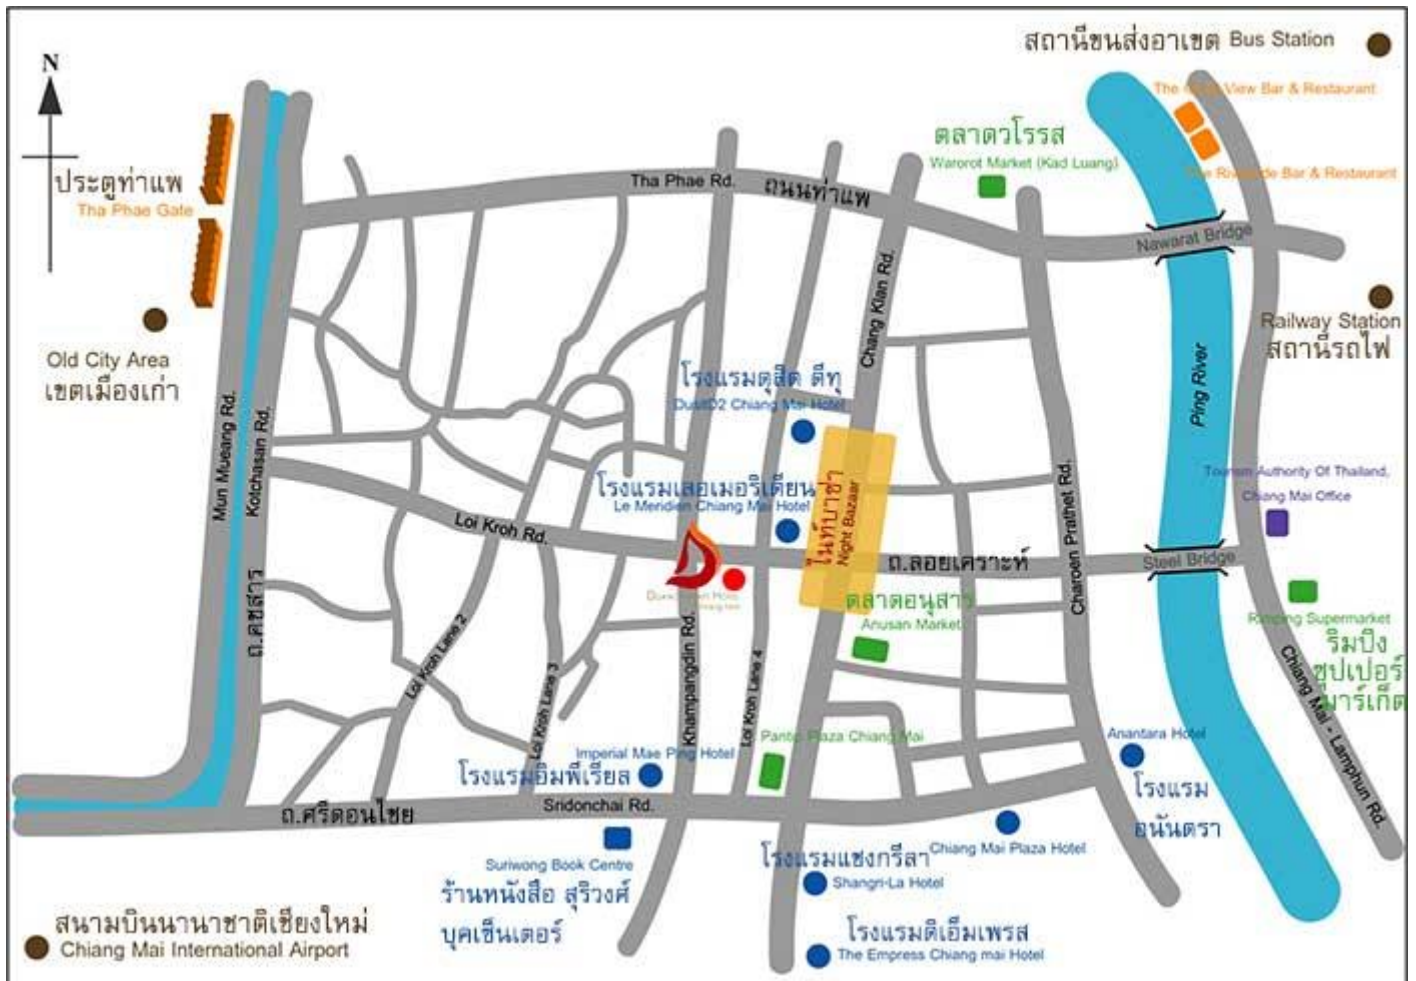 สถานีขนส่งอาเขต Bus Station
N
The
View Bar & Restaurant
ตลาดวโรรส
Warorot Market (Kad Luang)
Bar & Restaurant
ประตูท่าแพ
Tha Phae Gate
Tha Phae Rd.
ถนนท่าแพ
Nawarat Bridge
Chang Klan Rd.
Railway Station
สถานีรถไฟ
Old City Area
เขตเมืองเก่า
Ping River
โรงแรมดุสิต ดีทู
DusitD2 Chiang Mai Hotel
Mun Mueang Rd.
Kotchasan Rd.
Tourism Authority Of Thailand,
Chiang Mai Office
โรงแรมเลอเมอริเดียน
Le Meridien Chiang Mai Hotel
ไนท์บาซ่า
Night Bazaar
Loi Kroh Rd.
ถ.ลอยเคราะห์
Charoen Prathet Rd.
Steel Bridge
D.
ตลาดอนุสาร
Anusan Market
ถ.คชสาร
Rimping Supermarket
ริมปิง
ซุปเปอร์
มาร์เก็ต
Loi Kroh Lane 2
Loi Kroh Lane 3
Khampangdin Rd.
Loi Kroh Lane 4
Chiang Mai - Lamphun Rd.
Pantip Plaza Chiang Mai
Anantara Hotel
โรงแรม
อนันตรา
Imperial Mae Ping Hotel
โรงแรมอิมพีเรียล
Sridonchai Rd.
ถ.ศรีดอนไชย
Suriwong Book Centre
ร้านหนังสือ สุริวงศ์
บุคเซ็นเตอร์
โรงแรมแชงกรีลา
Shangri-La Hotel
Chiang Mai Plaza Hotel
โรงแรมดิเอ็มเพรส
The Empress Chiang mai Hotel
สนามบินนานาชาติเชียงใหม่
Chiang Mai International Airport